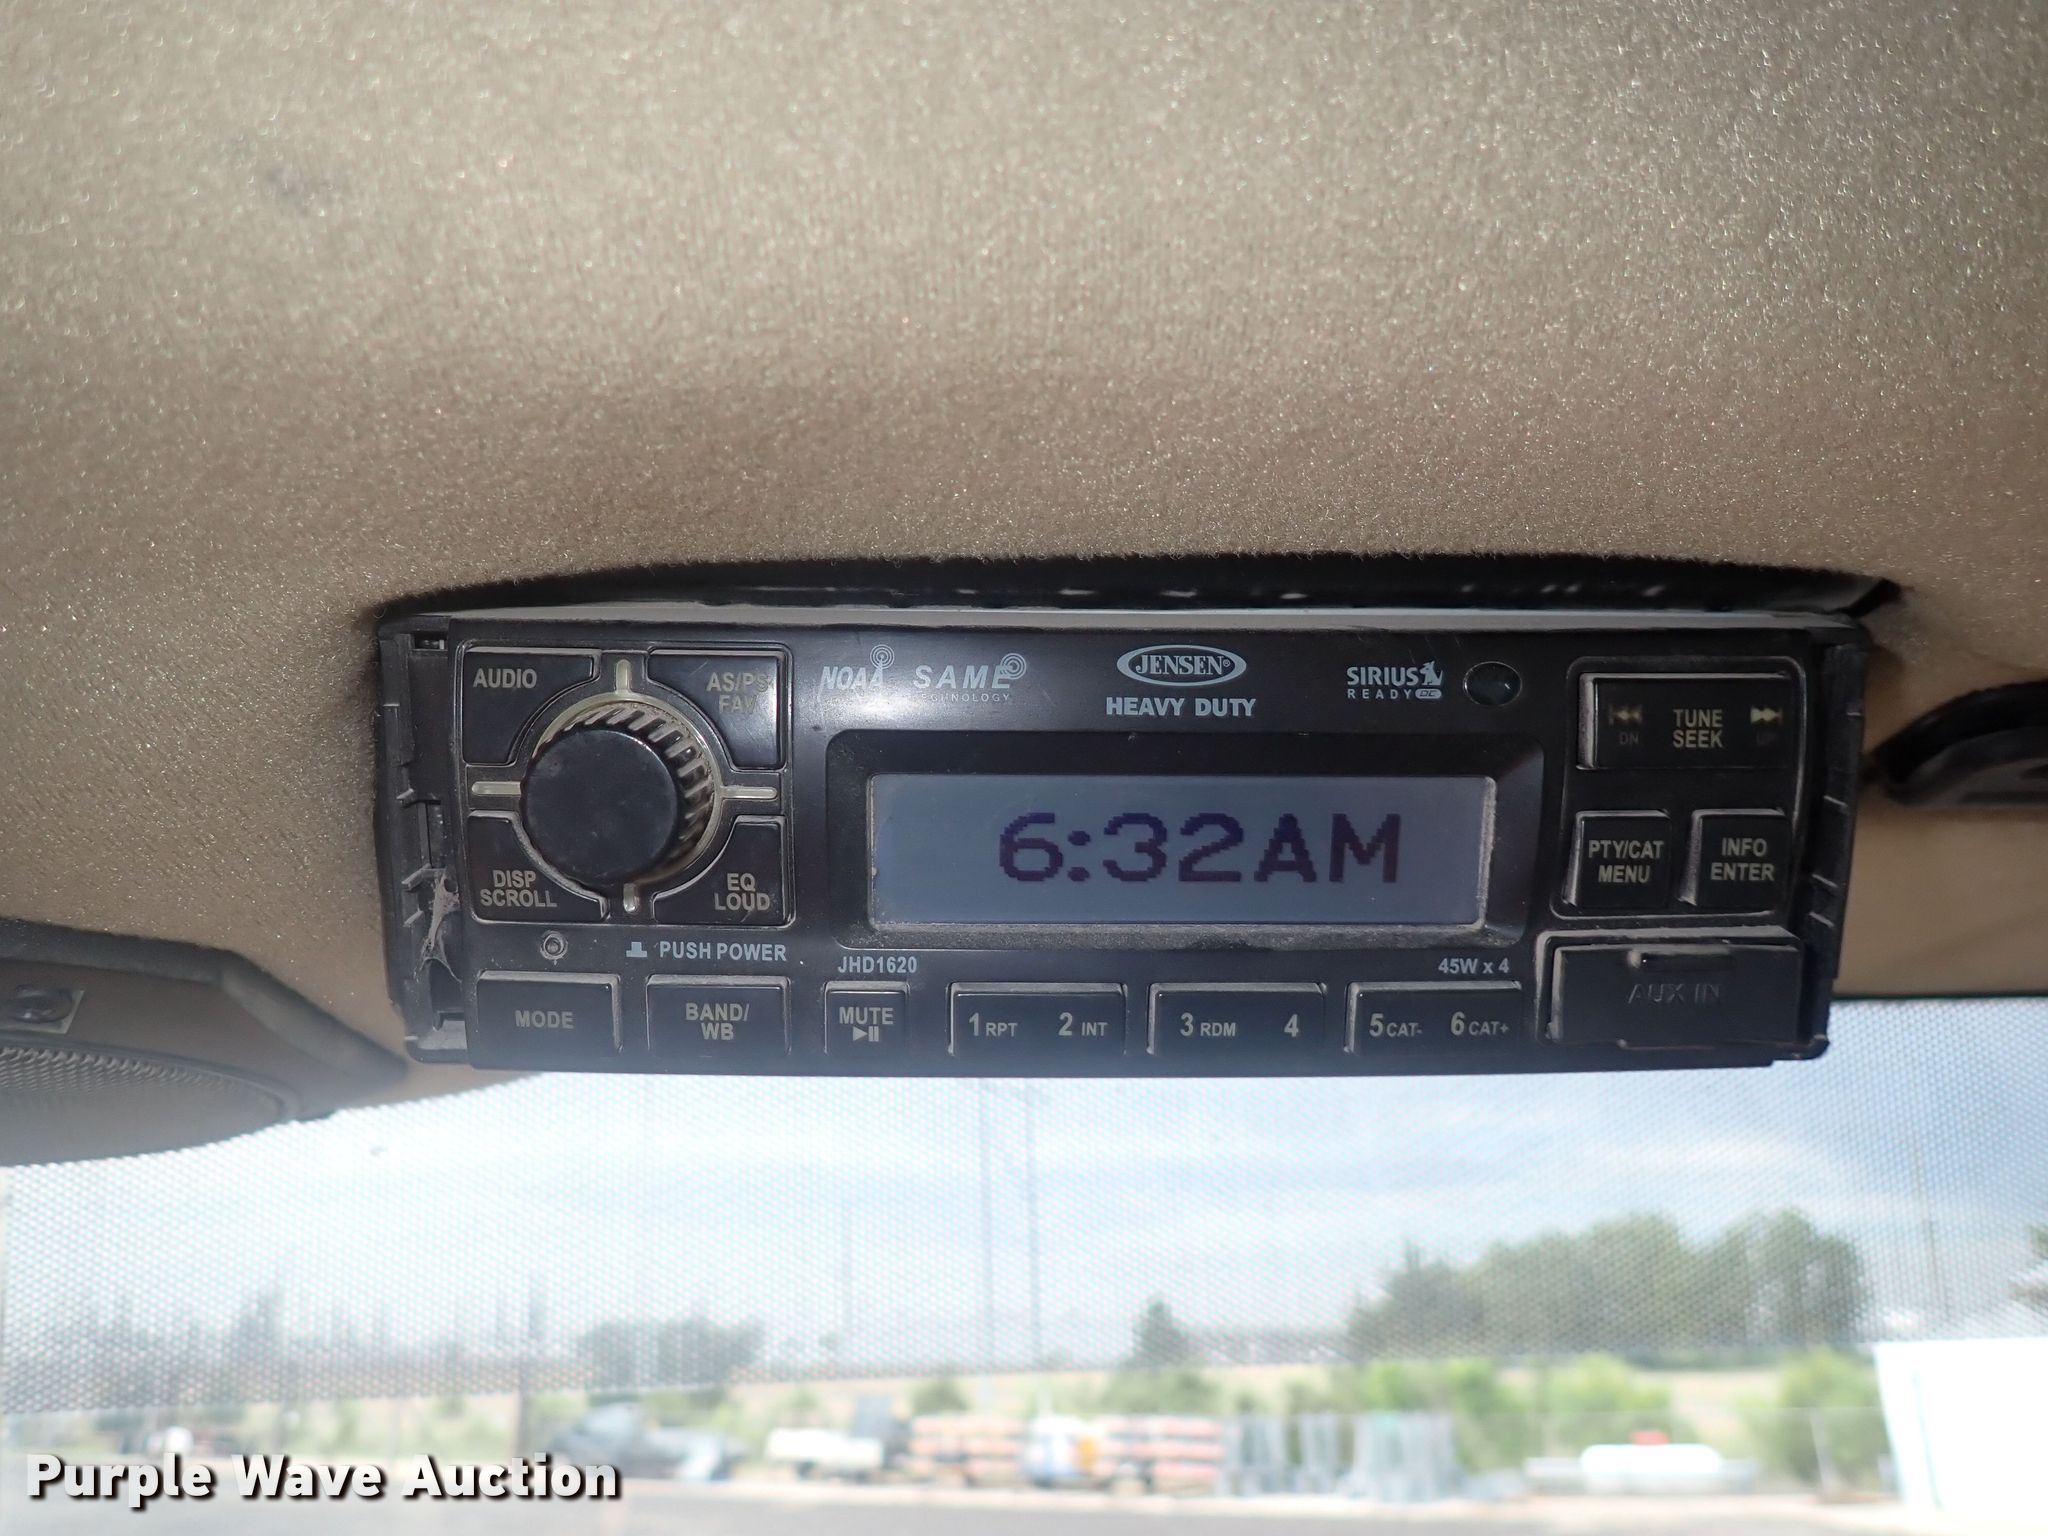 AUDIO
AS/PS
FAV
NOAA
SAME
TECHNOLOGY
JENSEN®
HEAVY DUTY
SIRIUS
READY DC
TUNE
SEEK
DN
UP
6:32AM
DISP
SCROLL
EQ
LOUD
PTY/CAT
MENU
INFO
ENTER
PUSH POWER
JHD1620
45W x 4
MODE
BAND/
WB
MUTE
1 RPT
2 INT
3 RDM
4
5 CAT-
6 CAT+
AUX IN
Purple Wave Auction